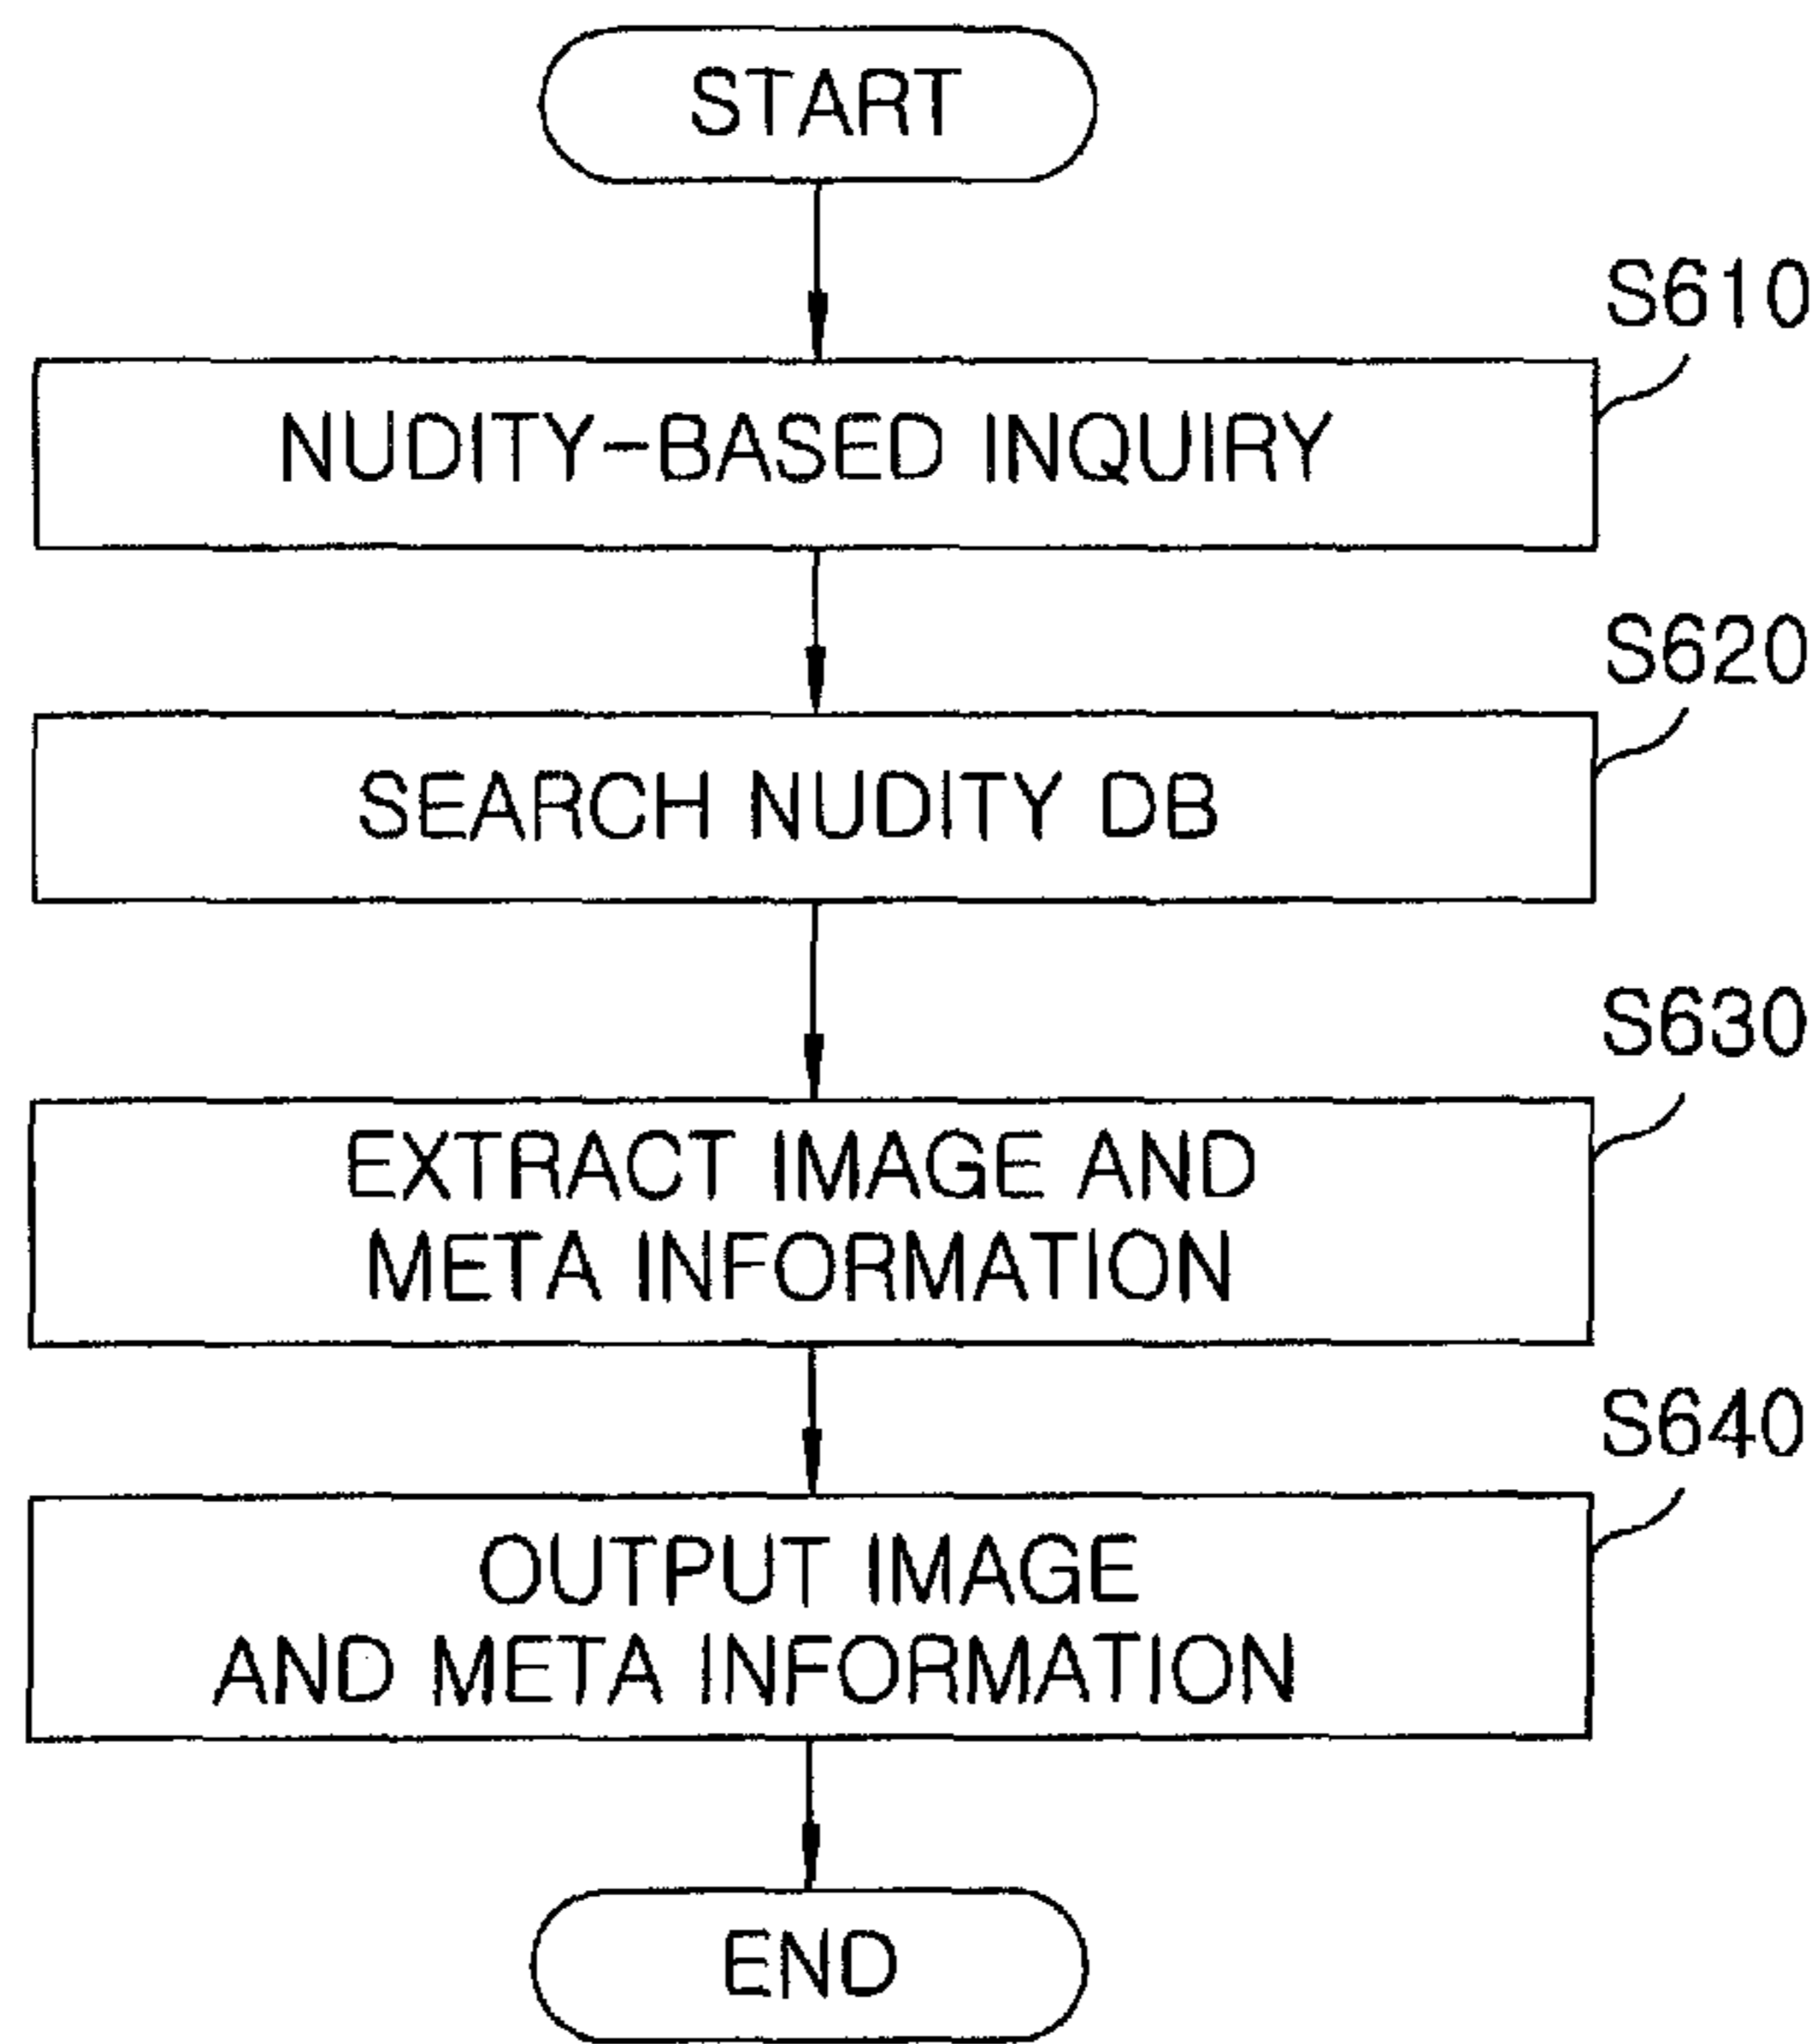 START
S610
NUDITY-BASED INQUIRY
S620
SEARCH NUDITY DB
S630
EXTRACT IMAGE AND
META INFORMATION
S640
OUTPUT IMAGE
AND META INFORMATION
END